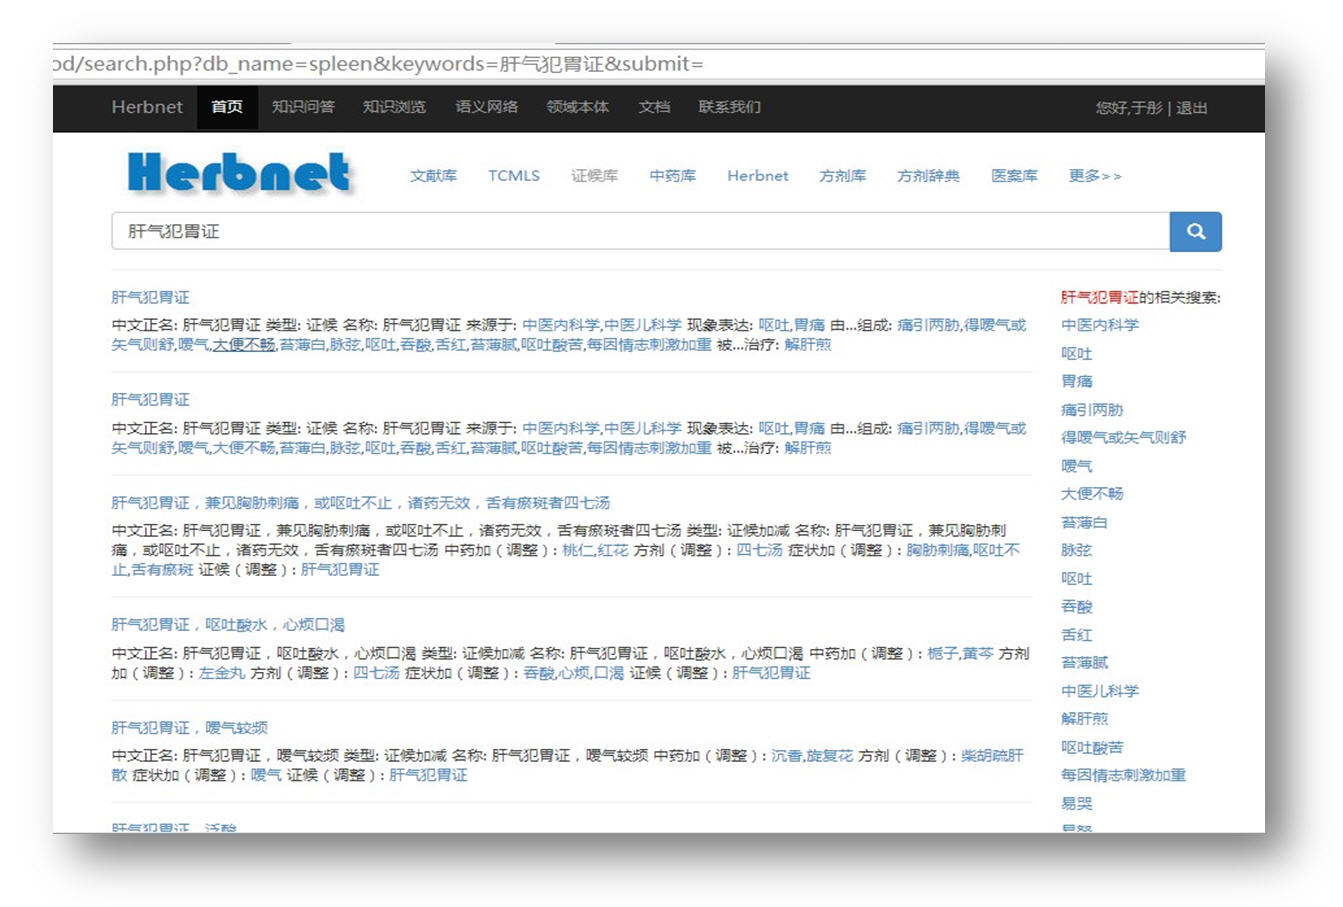 od/search.php?db_name=spleen&keywords=肝气犯胃证&submit=
Herbnet 首页 知识问答 知识浏览 语义网络 领域本体 文档 联系我们 您好,于彤 | 退出
Herbnet 文献库 TCMLS 证候库 中药库 Herbnet 方剂库 方剂辞典 医案库 更多>>
肝气犯胃证
肝气犯胃证
中文正名: 肝气犯胃证 类型: 证候 名称: 肝气犯胃证 来源于: 中医内科学,中医儿科学 现象表达: 呕吐,胃痛 由...组成: 痛引两胁,得嗳气或
矢气则舒,嗳气,大便不畅,苔薄白,脉弦,呕吐,吞酸,舌红,苔薄腻,呕吐酸苦,每因情志刺激加重 被...治疗: 解肝煎
肝气犯胃证
中文正名: 肝气犯胃证 类型: 证候 名称: 肝气犯胃证 来源于: 中医内科学,中医儿科学 现象表达: 呕吐,胃痛 由...组成: 痛引两胁,得嗳气或
矢气则舒,嗳气,大便不畅,苔薄白,脉弦,呕吐,吞酸,舌红,苔薄腻,呕吐酸苦,每因情志刺激加重 被...治疗: 解肝煎
肝气犯胃证，兼见胸胁刺痛，或呕吐不止，诸药无效，舌有瘀斑者四七汤
中文正名: 肝气犯胃证，兼见胸胁刺痛，或呕吐不止，诸药无效，舌有瘀斑者四七汤 类型: 证候加减 名称: 肝气犯胃证，兼见胸胁刺
痛，或呕吐不止，诸药无效，舌有瘀斑者四七汤 中药加（调整）: 桃仁,红花 方剂（调整）: 四七汤 症状加（调整）: 胸胁刺痛,呕吐不
止,舌有瘀斑 证候（调整）: 肝气犯胃证
肝气犯胃证，呕吐酸水，心烦口渴
中文正名: 肝气犯胃证，呕吐酸水，心烦口渴 类型: 证候加减 名称: 肝气犯胃证，呕吐酸水，心烦口渴 中药加（调整）: 栀子,黄芩 方剂
加（调整）: 左金丸 方剂（调整）: 四七汤 症状加（调整）: 吞酸,心烦,口渴 证候（调整）: 肝气犯胃证
肝气犯胃证，嗳气较频
中文正名: 肝气犯胃证，嗳气较频 类型: 证候加减 名称: 肝气犯胃证，嗳气较频 中药加（调整）: 沉香,旋复花 方剂（调整）: 柴胡疏肝
散 症状加（调整）: 嗳气 证候（调整）: 肝气犯胃证
肝气犯胃证，泛酸
肝气犯胃证的相关搜索:
中医内科学
呕吐
胃痛
痛引两胁
得嗳气或矢气则舒
嗳气
大便不畅
苔薄白
脉弦
呕吐
吞酸
舌红
苔薄腻
中医儿科学
解肝煎
呕吐酸苦
每因情志刺激加重
易哭
易怒